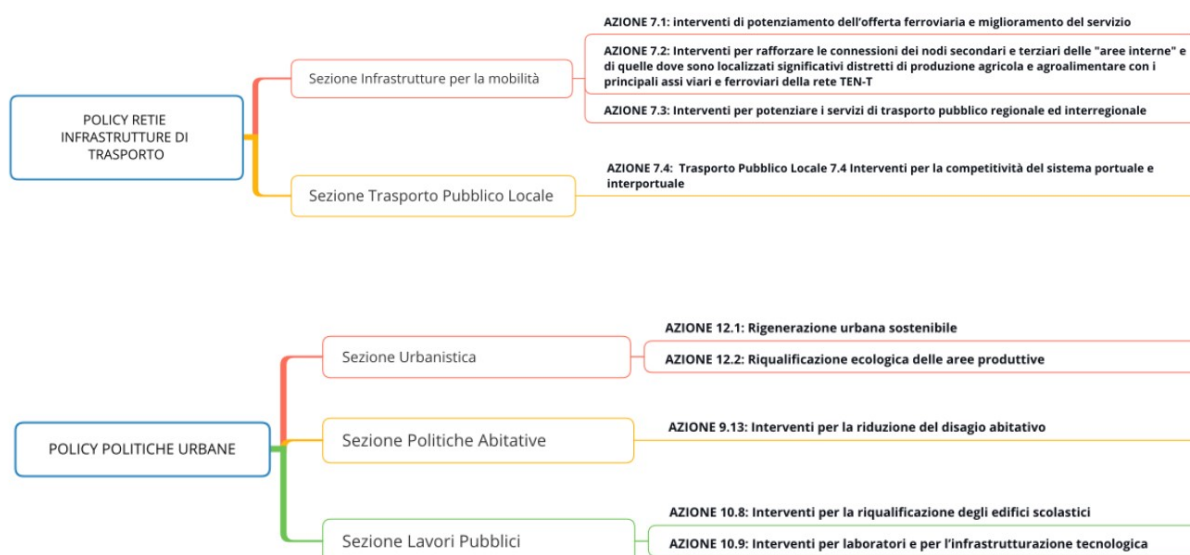 AZIONE 7.1: interventi di potenziamento dell'offerta ferroviaria e miglioramento del servizio
AZIONE 7.2: Interventi per rafforzare le connessioni dei nodi secondari e terziari delle "aree interne" e
di quelle dove sono localizzati significativi distretti di produzione agricola e agroalimentare con i
principali assi viari e ferroviari della rete TEN-T
Sezione Infrastrutture per la mobilità
AZIONE 7.3: Interventi per potenziare i servizi di trasporto pubblico regionale ed interregionale
POLICY RETIE
INFRASTRUTTURE DI
TRASPORTO
AZIONE 7.4: Trasporto Pubblico Locale 7.4 Interventi per la competitività del sistema portuale e
interportuale
Sezione Trasporto Pubblico Locale
AZIONE 12.1: Rigenerazione urbana sostenibile
Sezione Urbanistica
AZIONE 12.2: Riqualificazione ecologica delle aree produttive
POLICY POLITICHE URBANE
Sezione Politiche Abitative
AZIONE 9.13: Interventi per la riduzione del disagio abitativo
AZIONE 10.8: Interventi per la riqualificazione degli edifici scolastici
Sezione Lavori Pubblici
AZIONE 10.9: Interventi per laboratori e per l'infrastrutturazione tecnologica